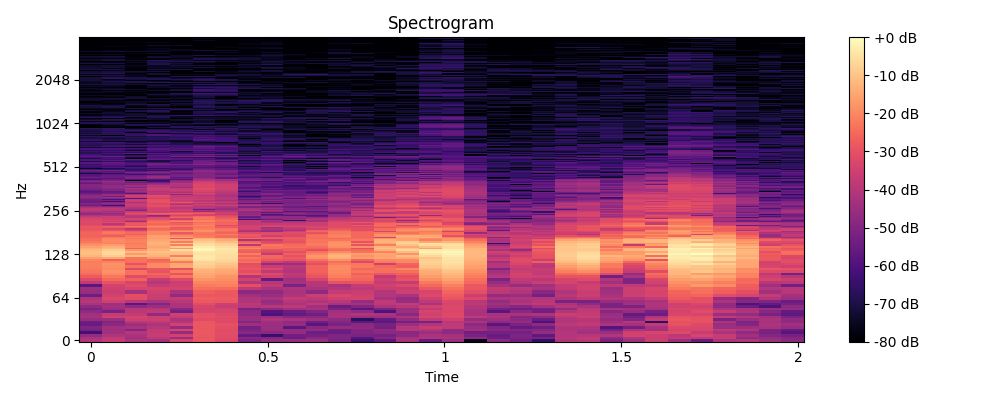 Spectrogram
Hz
2048
1024
512
256
128
64
0
0
0.5
1
1.5
2
Time
+0 dB
-10 dB
-20 dB
-30 dB
-40 dB
-50 dB
-60 dB
-70 dB
-80 dB